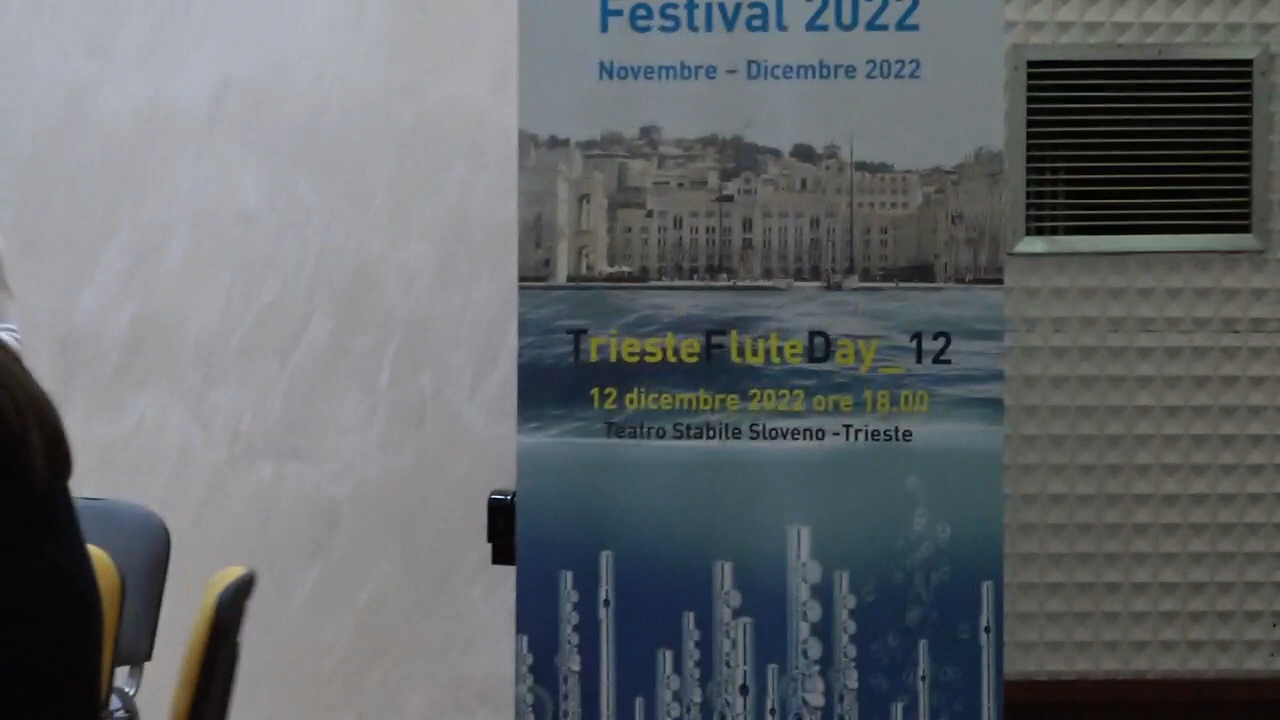 Festival 2022
Novembre – Dicembre 2022
TriesteFluteDay_12
12 dicembre 2022 ore 18.00
Teatro Stabile Sloveno -Trieste